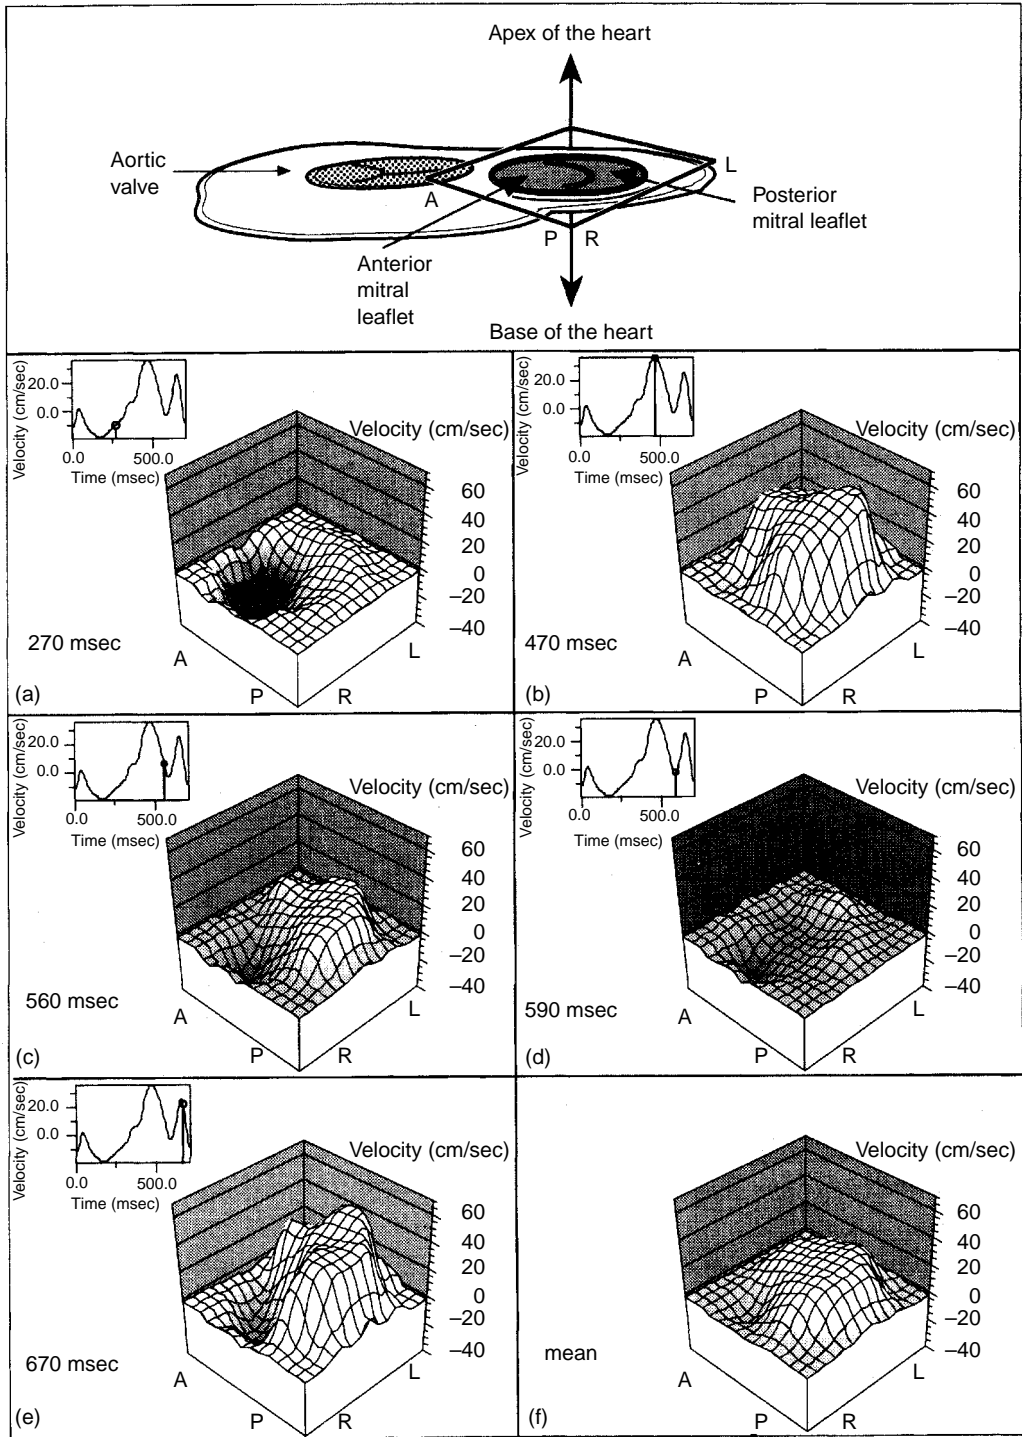 Apex of the heart
Aortic
valve
L
A
Posterior
mitral leaflet
P R
Anterior
mitral
leaflet
Base of the heart
Velocity (cm/sec)
20.0
0.0
0.0 500.0
Time (msec)
Velocity (cm/sec)
60
40
20
0
–20
–40
270 msec
A
L
P
R
(a)
Velocity (cm/sec)
20.0
0.0
0.0 500.0
Time (msec)
Velocity (cm/sec)
60
40
20
0
–20
–40
470 msec
A
L
P
R
(b)
Velocity (cm/sec)
20.0
0.0
0.0 500.0
Time (msec)
Velocity (cm/sec)
60
40
20
0
–20
–40
560 msec
A
L
P
R
(c)
Velocity (cm/sec)
20.0
0.0
0.0 500.0
Time (msec)
Velocity (cm/sec)
60
40
20
0
–20
–40
590 msec
A
L
P
R
(d)
Velocity (cm/sec)
20.0
0.0
0.0 500.0
Time (msec)
Velocity (cm/sec)
60
40
20
0
–20
–40
670 msec
A
L
P
R
(e)
Velocity (cm/sec)
60
40
20
0
–20
–40
mean
A
L
P
R
(f)